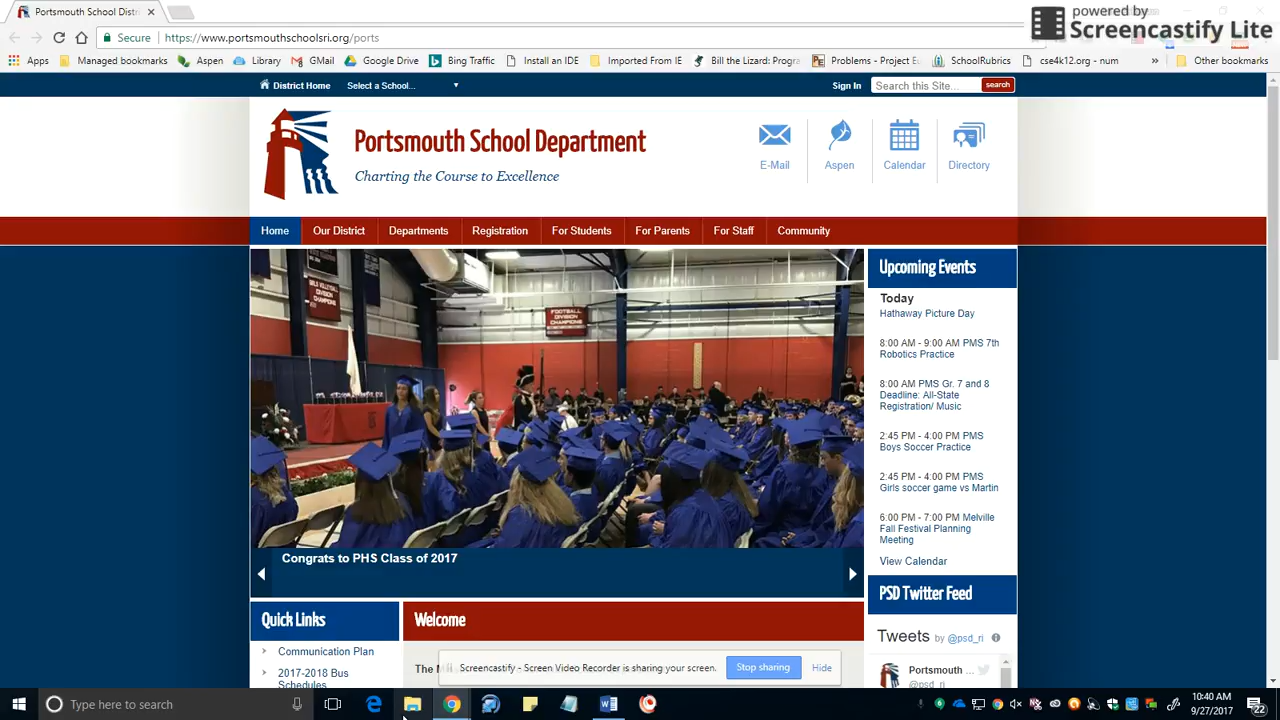 Portsmouth School Distri
powered by
Screencastify Lite
Secure
https://www.portsmouthschoolsri.org/ports
Apps
Managed bookmarks
Aspen
Library
GMail
Google Drive
Bing Trattic
Install an IDE
Imported From IE
Bill the Lizard: Progra
Problems - Project Eu
SchoolRubrics
cse4k12.org - num
»
Other bookmarks
District Home
Select a School...
Sign In
Search this Site...
search
Portsmouth School Department
Charting the Course to Excellence
E-Mail
Aspen
Calendar
Directory
Home
Our District
Departments
Registration
For Students
For Parents
For Staff
Community
FOOTBALL
DIVISION
CHAMPIONS
Congrats to PHS Class of 2017
Upcoming Events
Today
Hathaway Picture Day
8:00 AM - 9:00 AM PMS 7th
Robotics Practice
8:00 AM PMS Gr. 7 and 8
Deadline: All-State
Registration/ Music
2:45 PM - 4:00 PM PMS
Boys Soccer Practice
2:45 PM - 4:00 PM PMS
Girls soccer game vs Martin
6:00 PM - 7:00 PM Melville
Fall Festival Planning
Meeting
View Calendar
PSD Twitter Feed
Tweets by @psd_ri
Portsmouth ...
@psd_ri
Quick Links
Communication Plan
2017-2018 Bus
Schedules
Welcome
The M
Screencastify - Screen Video Recorder is sharing your screen.
Stop sharing
Hide
Type here to search
10:40 AM
9/27/2017
22